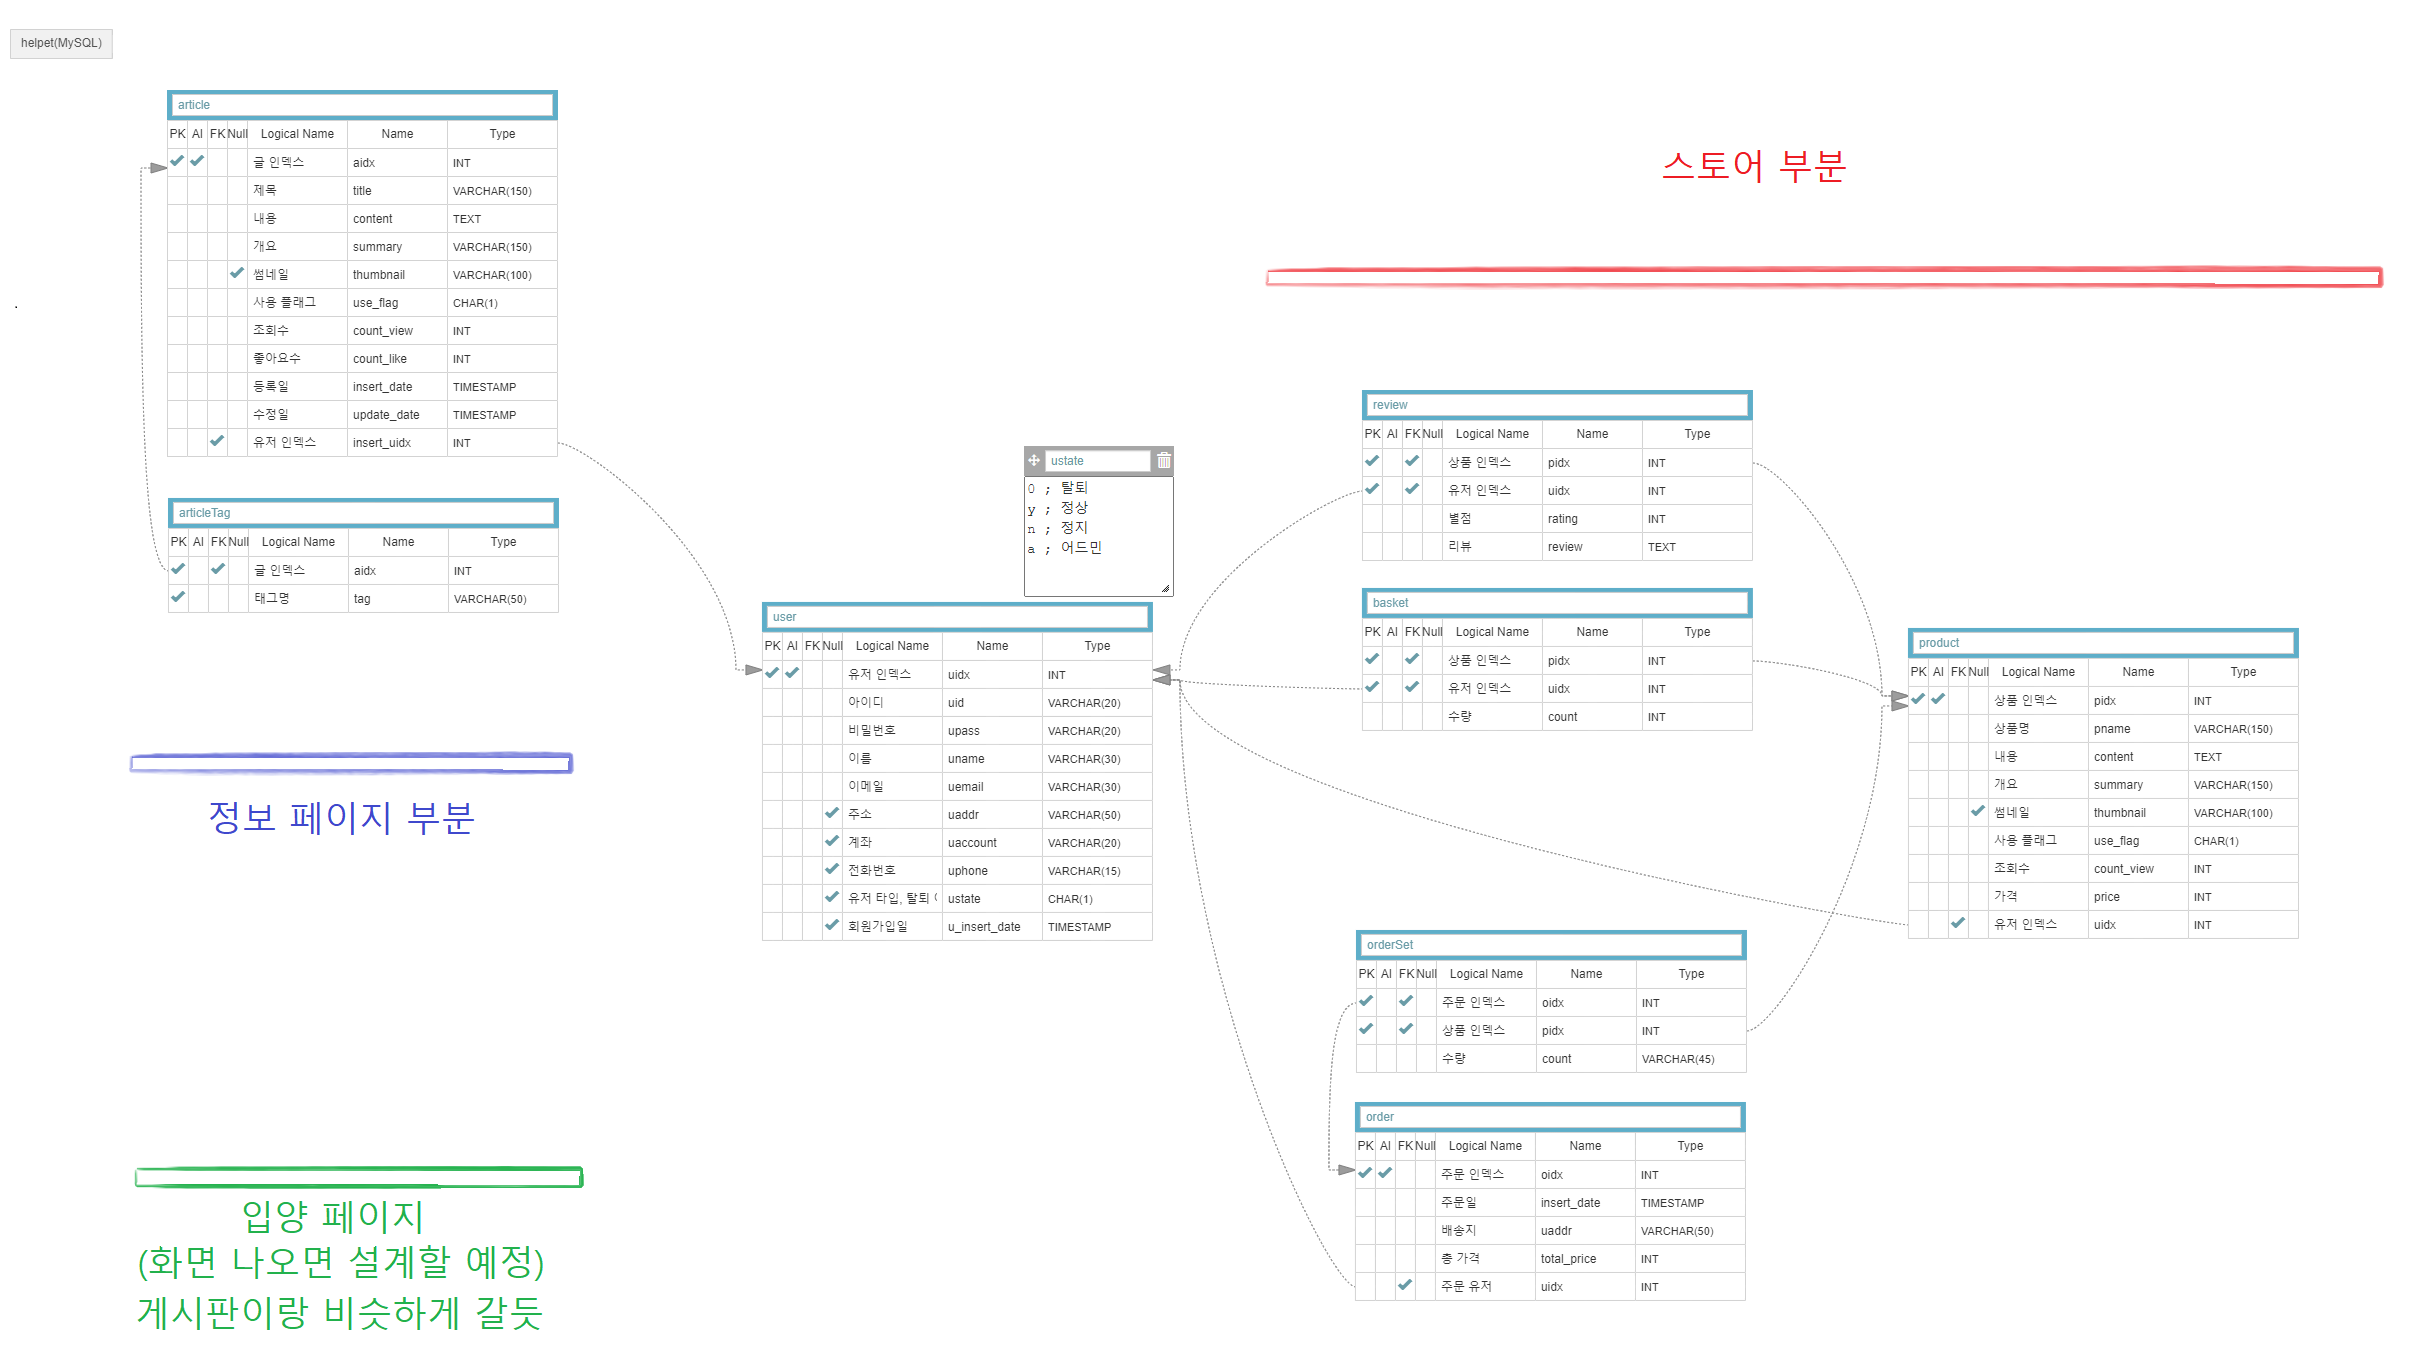 helpet(MySQL)
article
PK AI FK Null Logical Name Name Type
글 인덱스 aidx INT
제목 title VARCHAR(150)
내용 content TEXT
개요 summary VARCHAR(150)
썸네일 thumbnail VARCHAR(100)
사용 플래그 use_flag CHAR(1)
조회수 count_view INT
좋아요수 count_like INT
등록일 insert_date TIMESTAMP
수정일 update_date TIMESTAMP
유저 인덱스 insert_uidx INT
articleTag
PK AI FK Null Logical Name Name Type
글 인덱스 aidx INT
태그명 tag VARCHAR(50)
정보 페이지 부분
입양 페이지
(화면 나오면 설계할 예정)
게시판이랑 비슷하게 갈듯
ustate
0 ; 탈퇴
y ; 정상
n ; 정지
a ; 어드민
user
PK AI FK Null Logical Name Name Type
유저 인덱스 uidx INT
아이디 uid VARCHAR(20)
비밀번호 upass VARCHAR(20)
이름 uname VARCHAR(30)
이메일 uemail VARCHAR(30)
주소 uaddr VARCHAR(50)
계좌 uaccount VARCHAR(20)
전화번호 uphone VARCHAR(15)
유저 타입, 탈퇴 ustate CHAR(1)
회원가입일 u_insert_date TIMESTAMP
스토어 부분
review
PK AI FK Null Logical Name Name Type
상품 인덱스 pidx INT
유저 인덱스 uidx INT
별점 rating INT
리뷰 review TEXT
basket
PK AI FK Null Logical Name Name Type
상품 인덱스 pidx INT
유저 인덱스 uidx INT
수량 count INT
product
PK AI FK Null Logical Name Name Type
상품 인덱스 pidx INT
상품명 pname VARCHAR(150)
내용 content TEXT
개요 summary VARCHAR(150)
썸네일 thumbnail VARCHAR(100)
사용 플래그 use_flag CHAR(1)
조회수 count_view INT
가격 price INT
유저 인덱스 uidx INT
orderSet
PK AI FK Null Logical Name Name Type
주문 인덱스 oidx INT
상품 인덱스 pidx INT
수량 count VARCHAR(45)
order
PK AI FK Null Logical Name Name Type
주문 인덱스 oidx INT
주문일 insert_date TIMESTAMP
배송지 uaddr VARCHAR(50)
총 가격 total_price INT
주문 유저 uidx INT